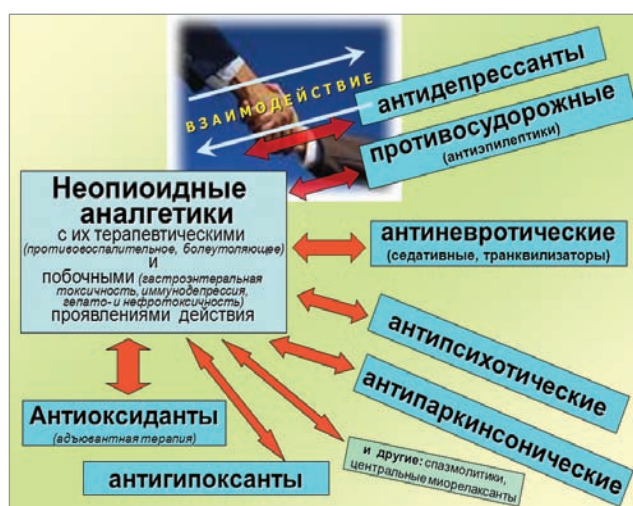 ВЗАИМОДЕЙСТВИЕ
антидепрессанты
противосудорожные
(антиэпилептики)
Неопиоидные
аналгетики
с их терапевтическими
(противовоспалительное, болеутоляющее)
и
побочными (гастроэнтеральная
токсичность, иммунодепрессия,
гепато- и нефротоксичность)
проявлениями действия
антиневротические
(седативные, транквилизаторы)
антипсихотические
антипаркинсонические
Антиоксиданты
(адъювантная терапия)
антигипоксанты
и другие: спазмолитики,
центральные миорелаксанты